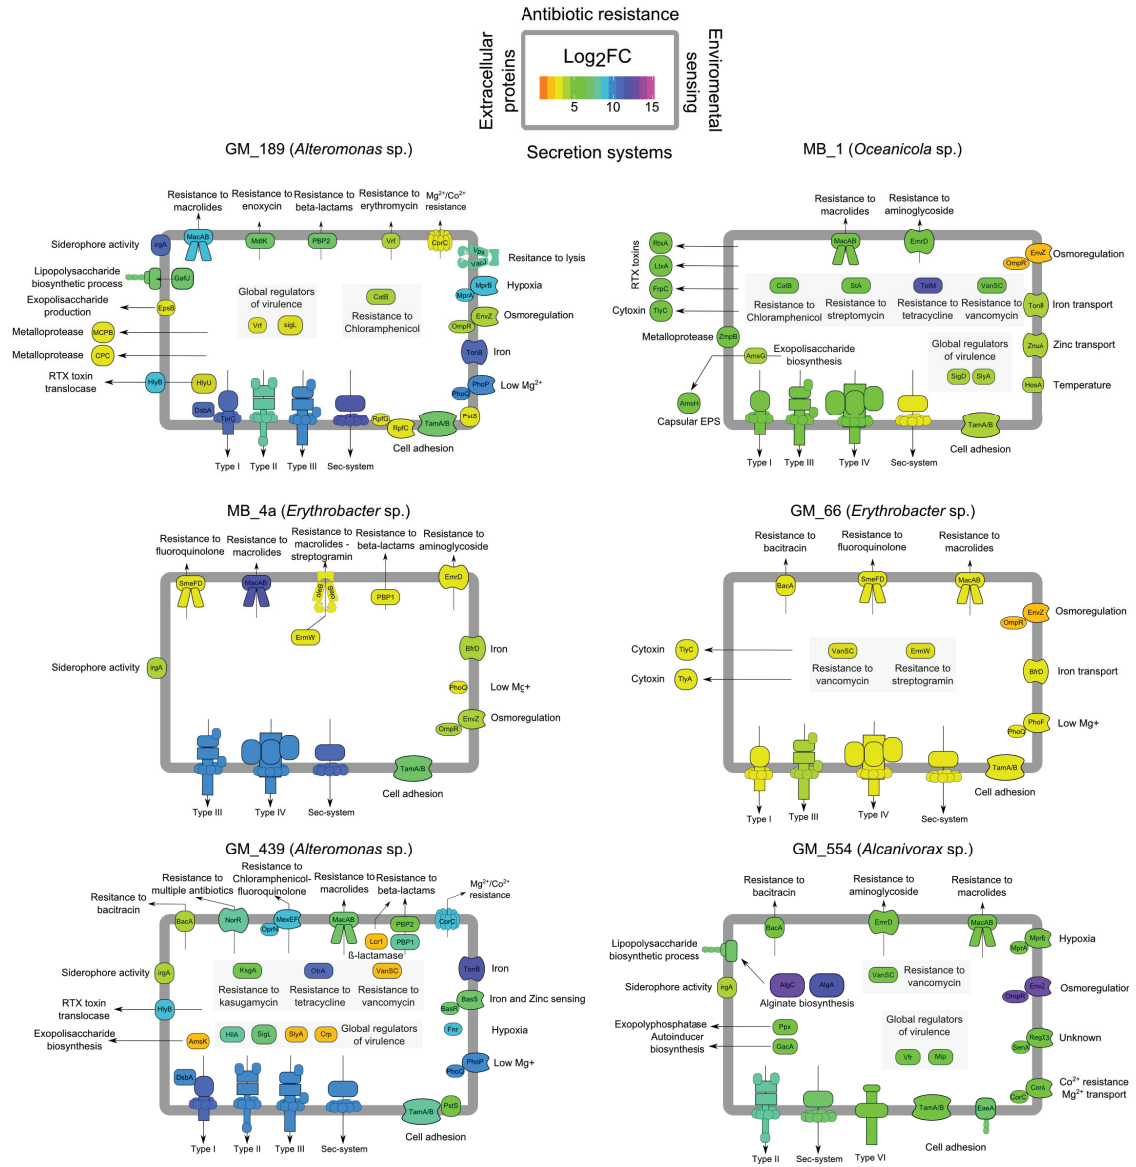 Antibiotic resistance
Extracellular
proteins
Log2FC
5 10 15
Enviromental
sensing
Secretion systems
GM_189 (Alteromonas sp.)
Resistance to
macrolides
Resistance to
enoxycin
Resistance to
beta-lactams
Resistance to
erythromycin
Mg2+/Co2+
resistance
Siderophore activity
irgA
MacAB
MdtK
PBP2
Vrf
CorC
Lipopolysaccharide
biosynthetic process
GalU
Vps
VacJ
Resitance to lysis
Exopolisaccharide
production
EpsB
Global regulators
of virulence
Vrf
sigL
CatB
Resistance to
Chloramphenicol
MprB
MprA
Hypoxia
EnvZ
OmpR
Osmoregulation
Metalloprotease
MCPB
Metalloprotease
CPC
TonB
Iron
RTX toxin
translocase
HlyB
HlyU
PhoP
PhoQ
Low Mg2+
DsbA
TolC
RpfG
RpfC
TamA/B
PstS
Cell adhesion
Type I
Type II
Type III
Sec-system
MB_1 (Oceanicola sp.)
Resistance to
macrolides
Resistance to
aminoglycoside
RTX toxins
RtxA
LtxA
FrpC
Cytoxin
TlyC
MacAB
EmrD
EnvZ
OmpR
Osmoregulation
CatB
Resistance to
Chloramphenicol
StA
Resistance to
streptomycin
TetM
Resistance to
tetracycline
VanSC
Resistance to
vancomycin
TonB
Iron transport
Metalloprotease
ZmpB
AmsG
Exopolisaccharide
biosynthesis
Global regulators
of virulence
SigD
SlyA
ZnuA
Zinc transport
HosA
Temperature
AmsH
Capsular EPS
TamA/B
Cell adhesion
Type I
Type III
Type IV
Sec-system
MB_4a (Erythrobacter sp.)
Resistance to
fluoroquinolone
Resistance to
macrolides
Resistance to
macrolides -
streptogramin
Resistance to
beta-lactams
Resistance to
aminoglycoside
SmeFD
MacAB
ErmW
PBP1
EmrD
Siderophore activity
irgA
BfrD
Iron
PhoQ
Low Mg+
EnvZ
OmpR
Osmoregulation
TamA/B
Cell adhesion
Type III
Type IV
Sec-system
GM_66 (Erythrobacter sp.)
Resistance to
bacitracin
Resistance to
fluoroquinolone
Resistance to
macrolides
BacA
SmeFD
MacAB
EnvZ
OmpR
Osmoregulation
Cytoxin
TlyC
Cytoxin
TlyA
VanSC
Resitance to
vancomycin
ErmW
Resistance to
streptogramin
BfrD
Iron transport
PhoP
PhoQ
Low Mg+
TamA/B
Cell adhesion
Type I
Type III
Type IV
Sec-system
GM_439 (Alteromonas sp.)
Resitance to
bacitracin
Resistance to
multiple antibiotics
Resistance to
Chloramphenicol-
fluoroquinolone
Resistance to
macrolides
Resistance to
beta-lactams
Mg2+/Co2+
resistance
BacA
NorR
MexEF
OprN
MacAB
PBP2
PBP1
Lcr1
ß-lactamase
CorC
Siderophore activity
irgA
KsgA
Resistance to
kasugamycin
OtrA
Resistance to
tetracycline
VanSC
Resistance to
vancomycin
TonB
Iron
RTX toxin
translocase
HlyB
BasS
BasR
Iron and Zinc sensing
Exopolisaccharide
biosynthesis
AmsK
HilA
SigL
SlyA
Crp
Global regulators
of virulence
Fnr
Hypoxia
PhoP
PhoQ
Low Mg+
DsbA
TamA/B
PstS
Cell adhesion
Type I
Type II
Type III
Sec-system
GM_554 (Alcanivorax sp.)
Resistance to
bacitracin
Resistance to
aminoglycoside
Resistance to
macrolides
BacA
EmrD
MacAB
Lipopolysaccharide
biosynthetic process
MprA
Hypoxia
Siderophore activity
irgA
AlgC
AlgA
Alginate biosynthesis
VanSC
Resistance to
vancomycin
OmpR
Osmoregulation
Exopolyphosphatase
Ppx
Autoinducer
biosynthesis
GacA
Global regulators
of virulence
Vfr
Mip
SenX
Unknown
CorA
CorC
Co2+ resistance
Mg2+ transport
TamA/B
EaeA
Cell adhesion
Type II
Sec-system
Type VI